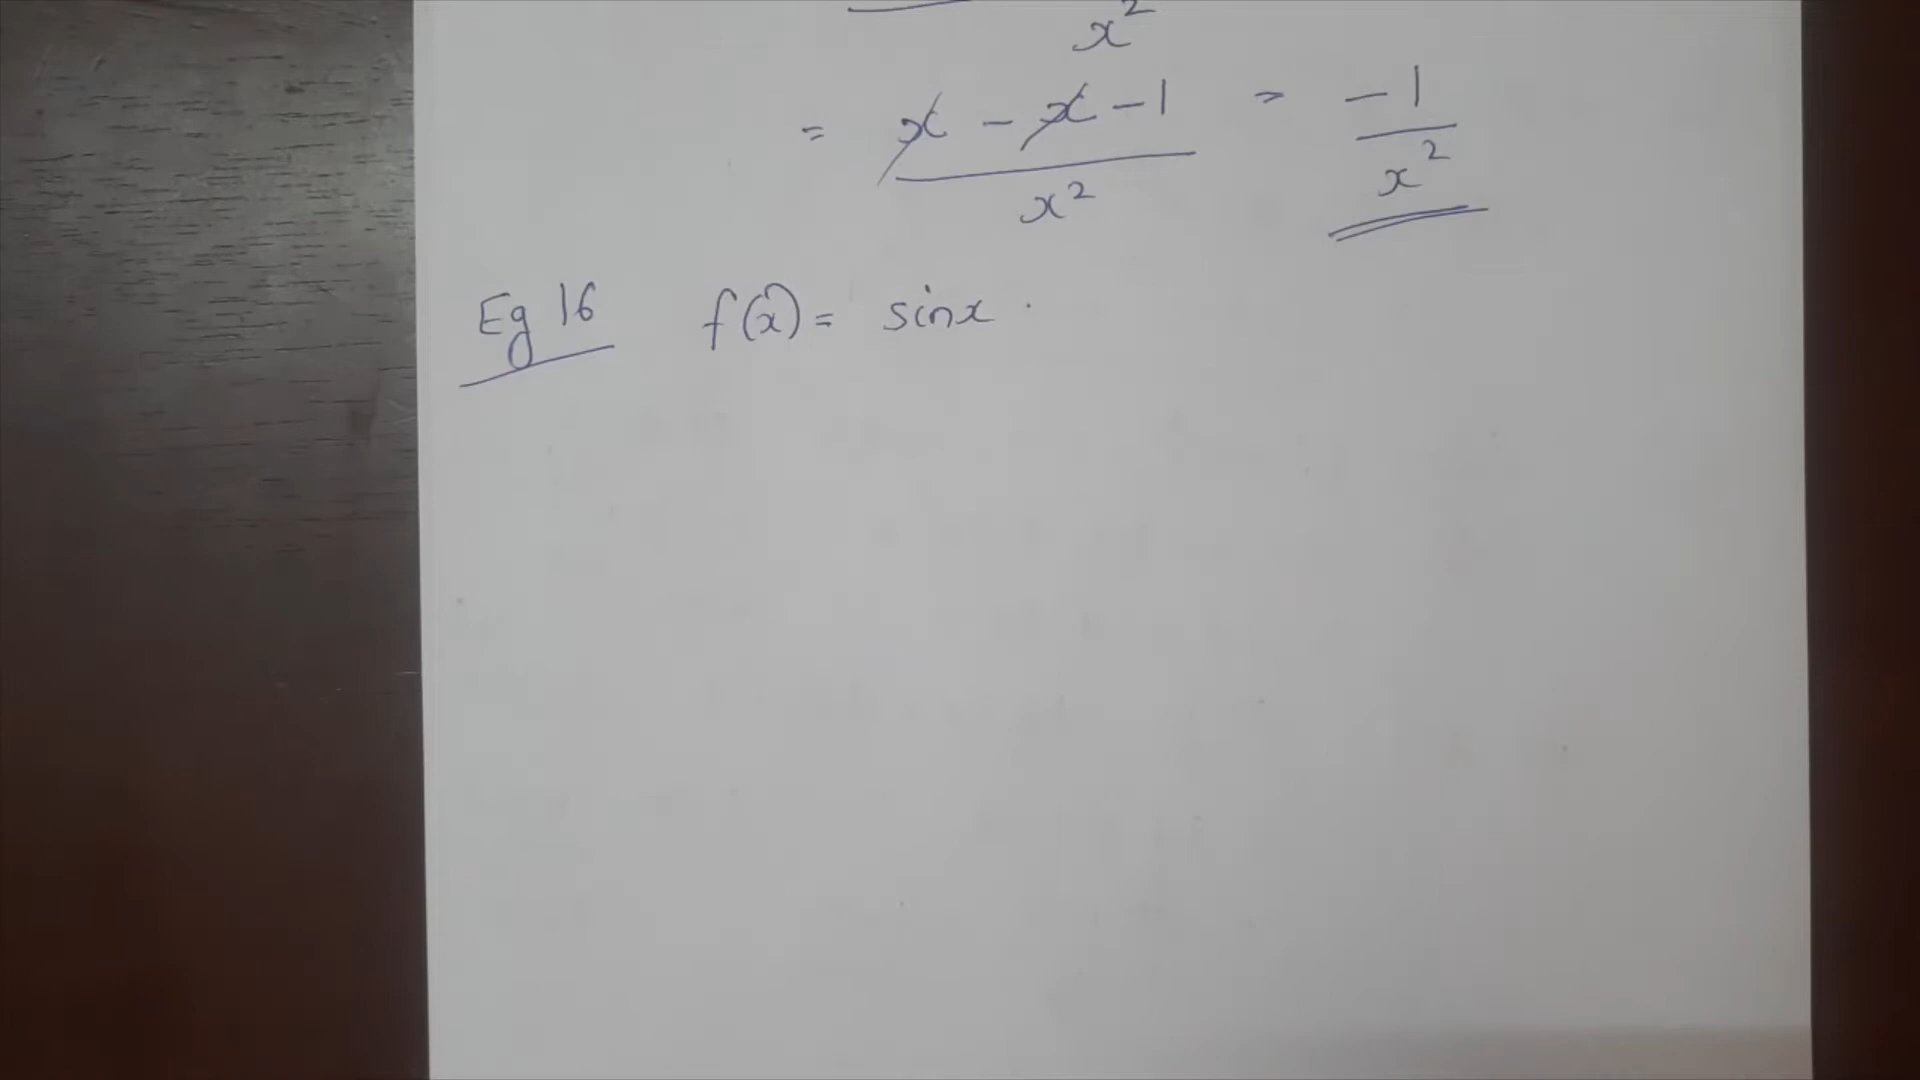 x²
= x - x - 1 / x² = -1 / x²
Eg 16 f(x) = sinx .